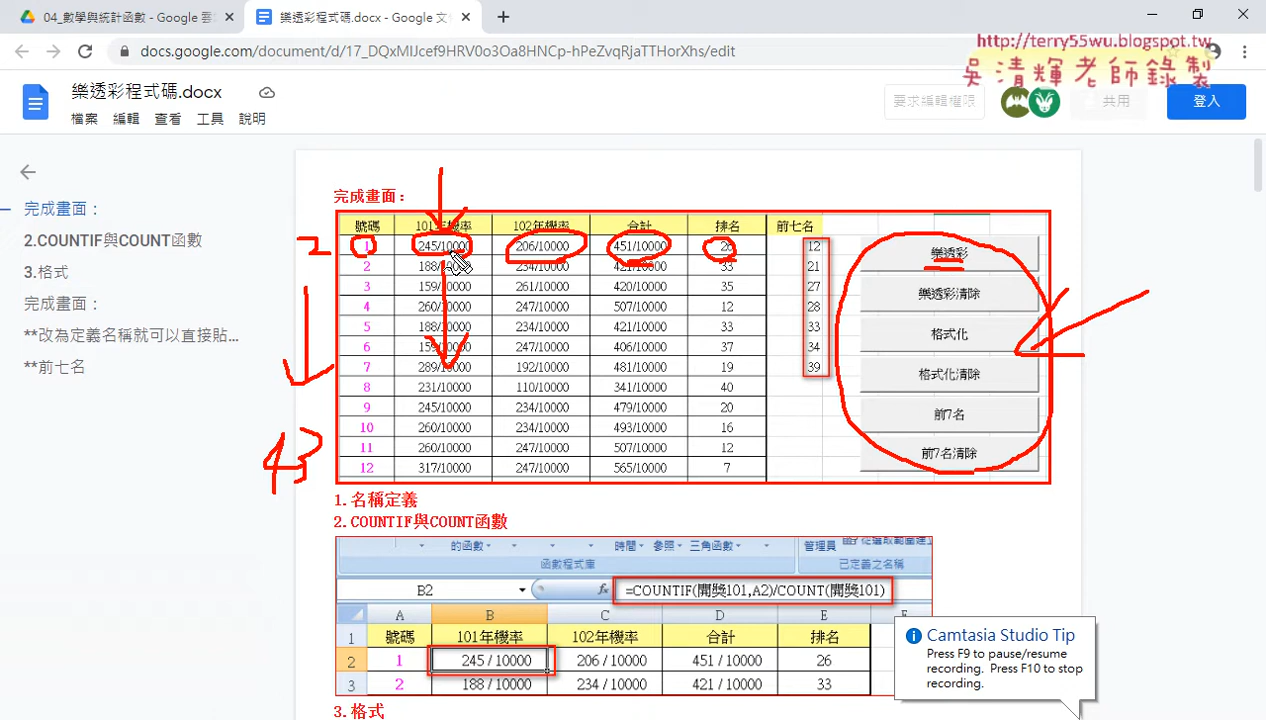 04_數學與統計函數 - Google 雲
樂透彩程式碼.docx - Google 文
http://terry55wu.blogspot.tw
吳清輝老師錄製
docs.google.com/document/d/17_DQxMIJcef9HRV0o3Oa8HNCp-hPeZvqRjaTTHorXhs/edit
樂透彩程式碼.docx
檔案 編輯 查看 工具 說明
要求編輯權限 共用 登入
完成畫面：
2.COUNTIF與COUNT函數
3.格式
完成畫面：
**改為定義名稱就可以直接貼...
**前七名
完成畫面：
號碼 101年機率 102年機率 合計 排名 前七名
1 245/10000 206/10000 451/10000 26 12
2 188/10000 234/10000 421/10000 33 21
3 159/10000 261/10000 420/10000 35 27
4 260/10000 247/10000 507/10000 12 28
5 188/10000 234/10000 421/10000 33 33
6 159/10000 247/10000 406/10000 37 34
7 289/10000 192/10000 481/10000 19 39
8 231/10000 110/10000 341/10000 40
9 245/10000 234/10000 479/10000 20
10 260/10000 234/10000 493/10000 16
11 260/10000 247/10000 507/10000 12
12 317/10000 247/10000 565/10000 7
樂透彩
樂透彩清除
格式化
格式化清除
前7名
前7名清除
2
43
1.名稱定義
2.COUNTIF與COUNT函數
的函數 時間 參照 三角函數 管理員
函數程式庫 已定義之名稱
B2 fx =COUNTIF(開獎101,A2)/COUNT(開獎101)
A B C D E
1 號碼 101年機率 102年機率 合計 排名
2 1 245 / 10000 206 / 10000 451 / 10000 26
3 2 188 / 10000 234 / 10000 421 / 10000 33
3.格式
Camtasia Studio Tip
Press F9 to pause/resume
recording. Press F10 to stop
recording.